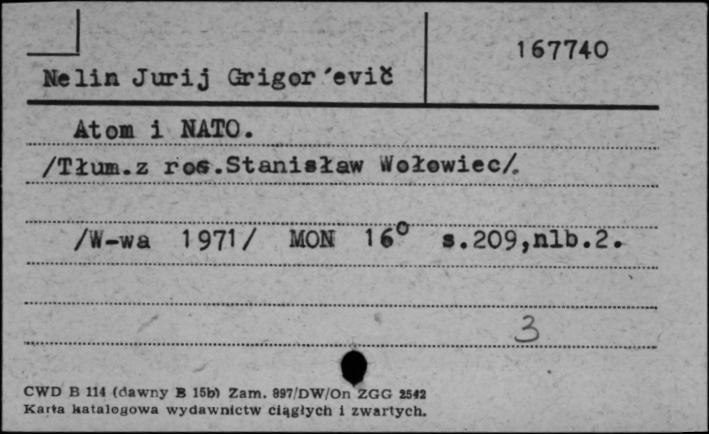 167740
Nelin Jurij Grigor´evič
Atom i NATO.
/Tłum.z ros.Stanisław Wołowiec/.
/W-wa 1971/ MON 16° s.209,nlb.2.
3
CWD B 114 (dawny B 15b) Zam. 897/DW/On ZGG 2542
Karta katalogowa wydawnictw ciągłych i zwartych.